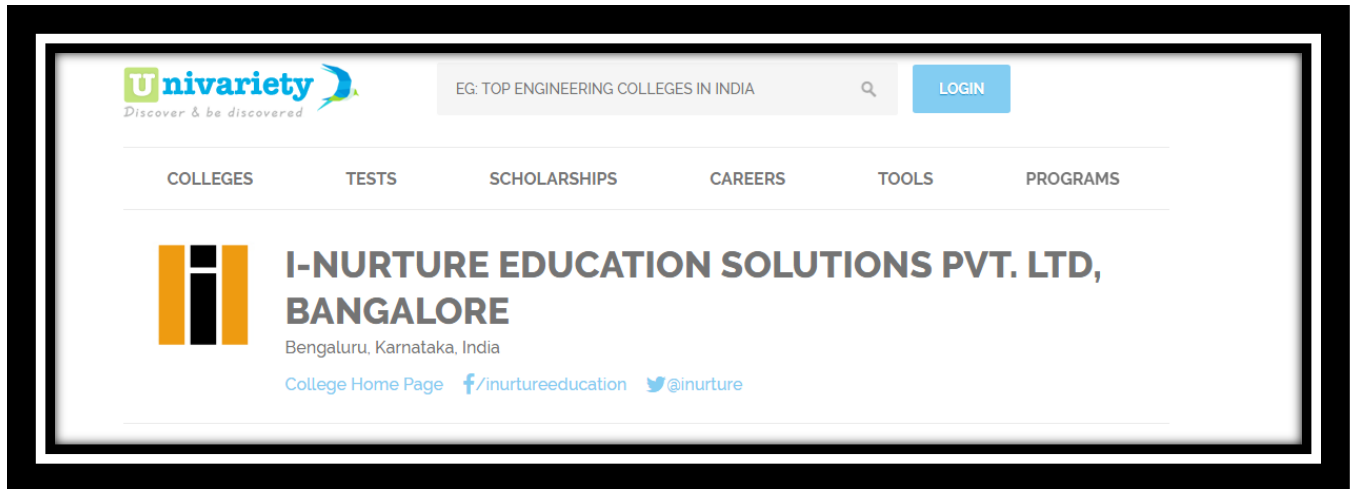 Univariety
Discover & be discovered
EG: TOP ENGINEERING COLLEGES IN INDIA
LOGIN
COLLEGES TESTS SCHOLARSHIPS CAREERS TOOLS PROGRAMS
I-NURTURE EDUCATION SOLUTIONS PVT. LTD,
BANGALORE
Bengaluru, Karnataka, India
College Home Page /inurtureeducation @inurture